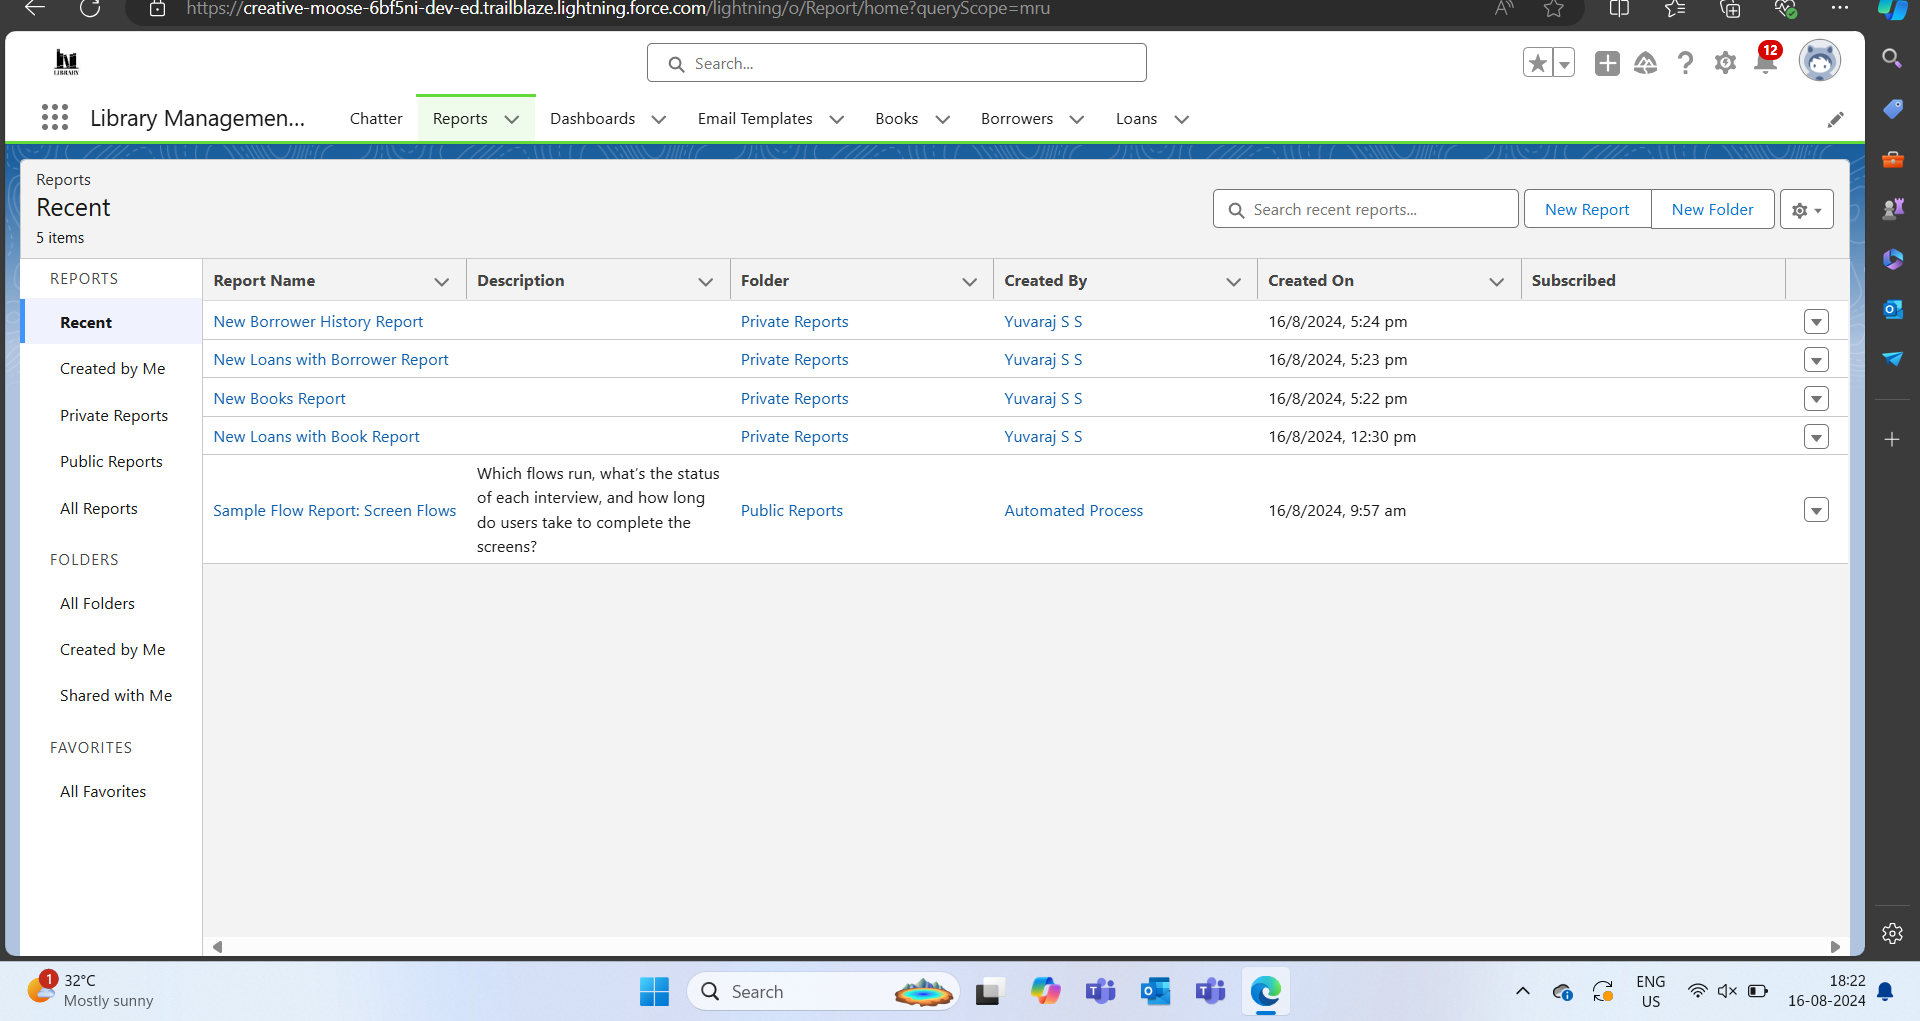 https://creative-moose-6bf5ni-dev-ed.trailblaze.lightning.force.com/lightning/o/Report/home?queryScope=mru
LIBRARY
Search...
12
Library Managemen...
Chatter
Reports
Dashboards
Email Templates
Books
Borrowers
Loans
Reports
Recent
5 items
Search recent reports...
New Report
New Folder
REPORTS
Recent
Created by Me
Private Reports
Public Reports
All Reports
FOLDERS
All Folders
Created by Me
Shared with Me
FAVORITES
All Favorites
Report Name Description Folder Created By Created On Subscribed
New Borrower History Report Private Reports Yuvaraj S S 16/8/2024, 5:24 pm
New Loans with Borrower Report Private Reports Yuvaraj S S 16/8/2024, 5:23 pm
New Books Report Private Reports Yuvaraj S S 16/8/2024, 5:22 pm
New Loans with Book Report Private Reports Yuvaraj S S 16/8/2024, 12:30 pm
Sample Flow Report: Screen Flows
Which flows run, what's the status
of each interview, and how long
do users take to complete the
screens?
Public Reports Automated Process 16/8/2024, 9:57 am
1
32°C
Mostly sunny
Search
ENG
US
18:22
16-08-2024